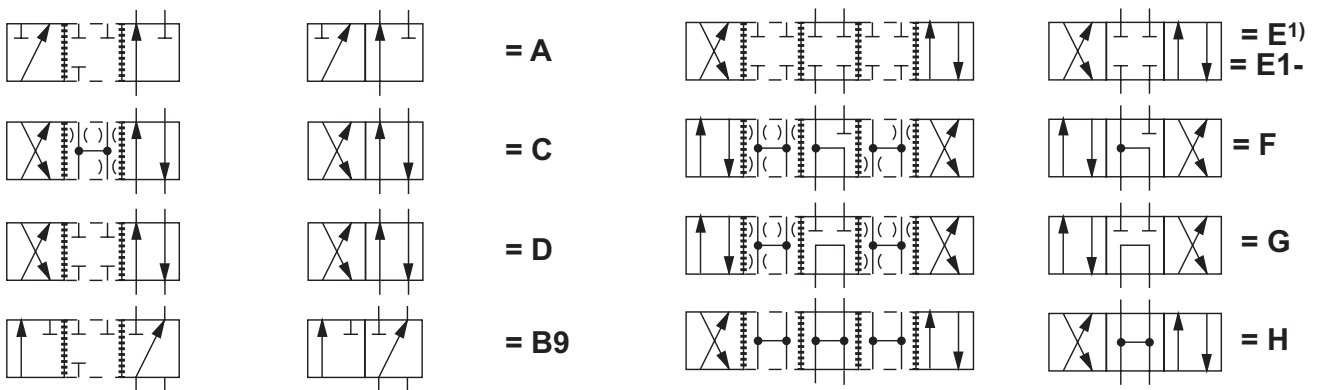 = A
= C
= D
= B9
= E¹⁾
= E1-
= F
= G
= H